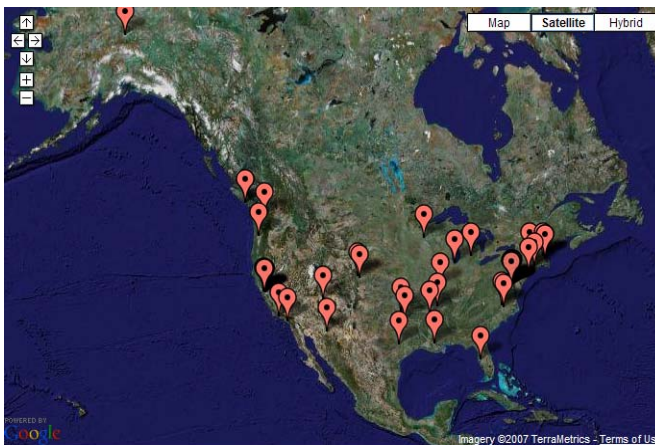 Map Satellite Hybrid
POWERED BY
Google
Imagery ©2007 TerraMetrics - Terms of Us